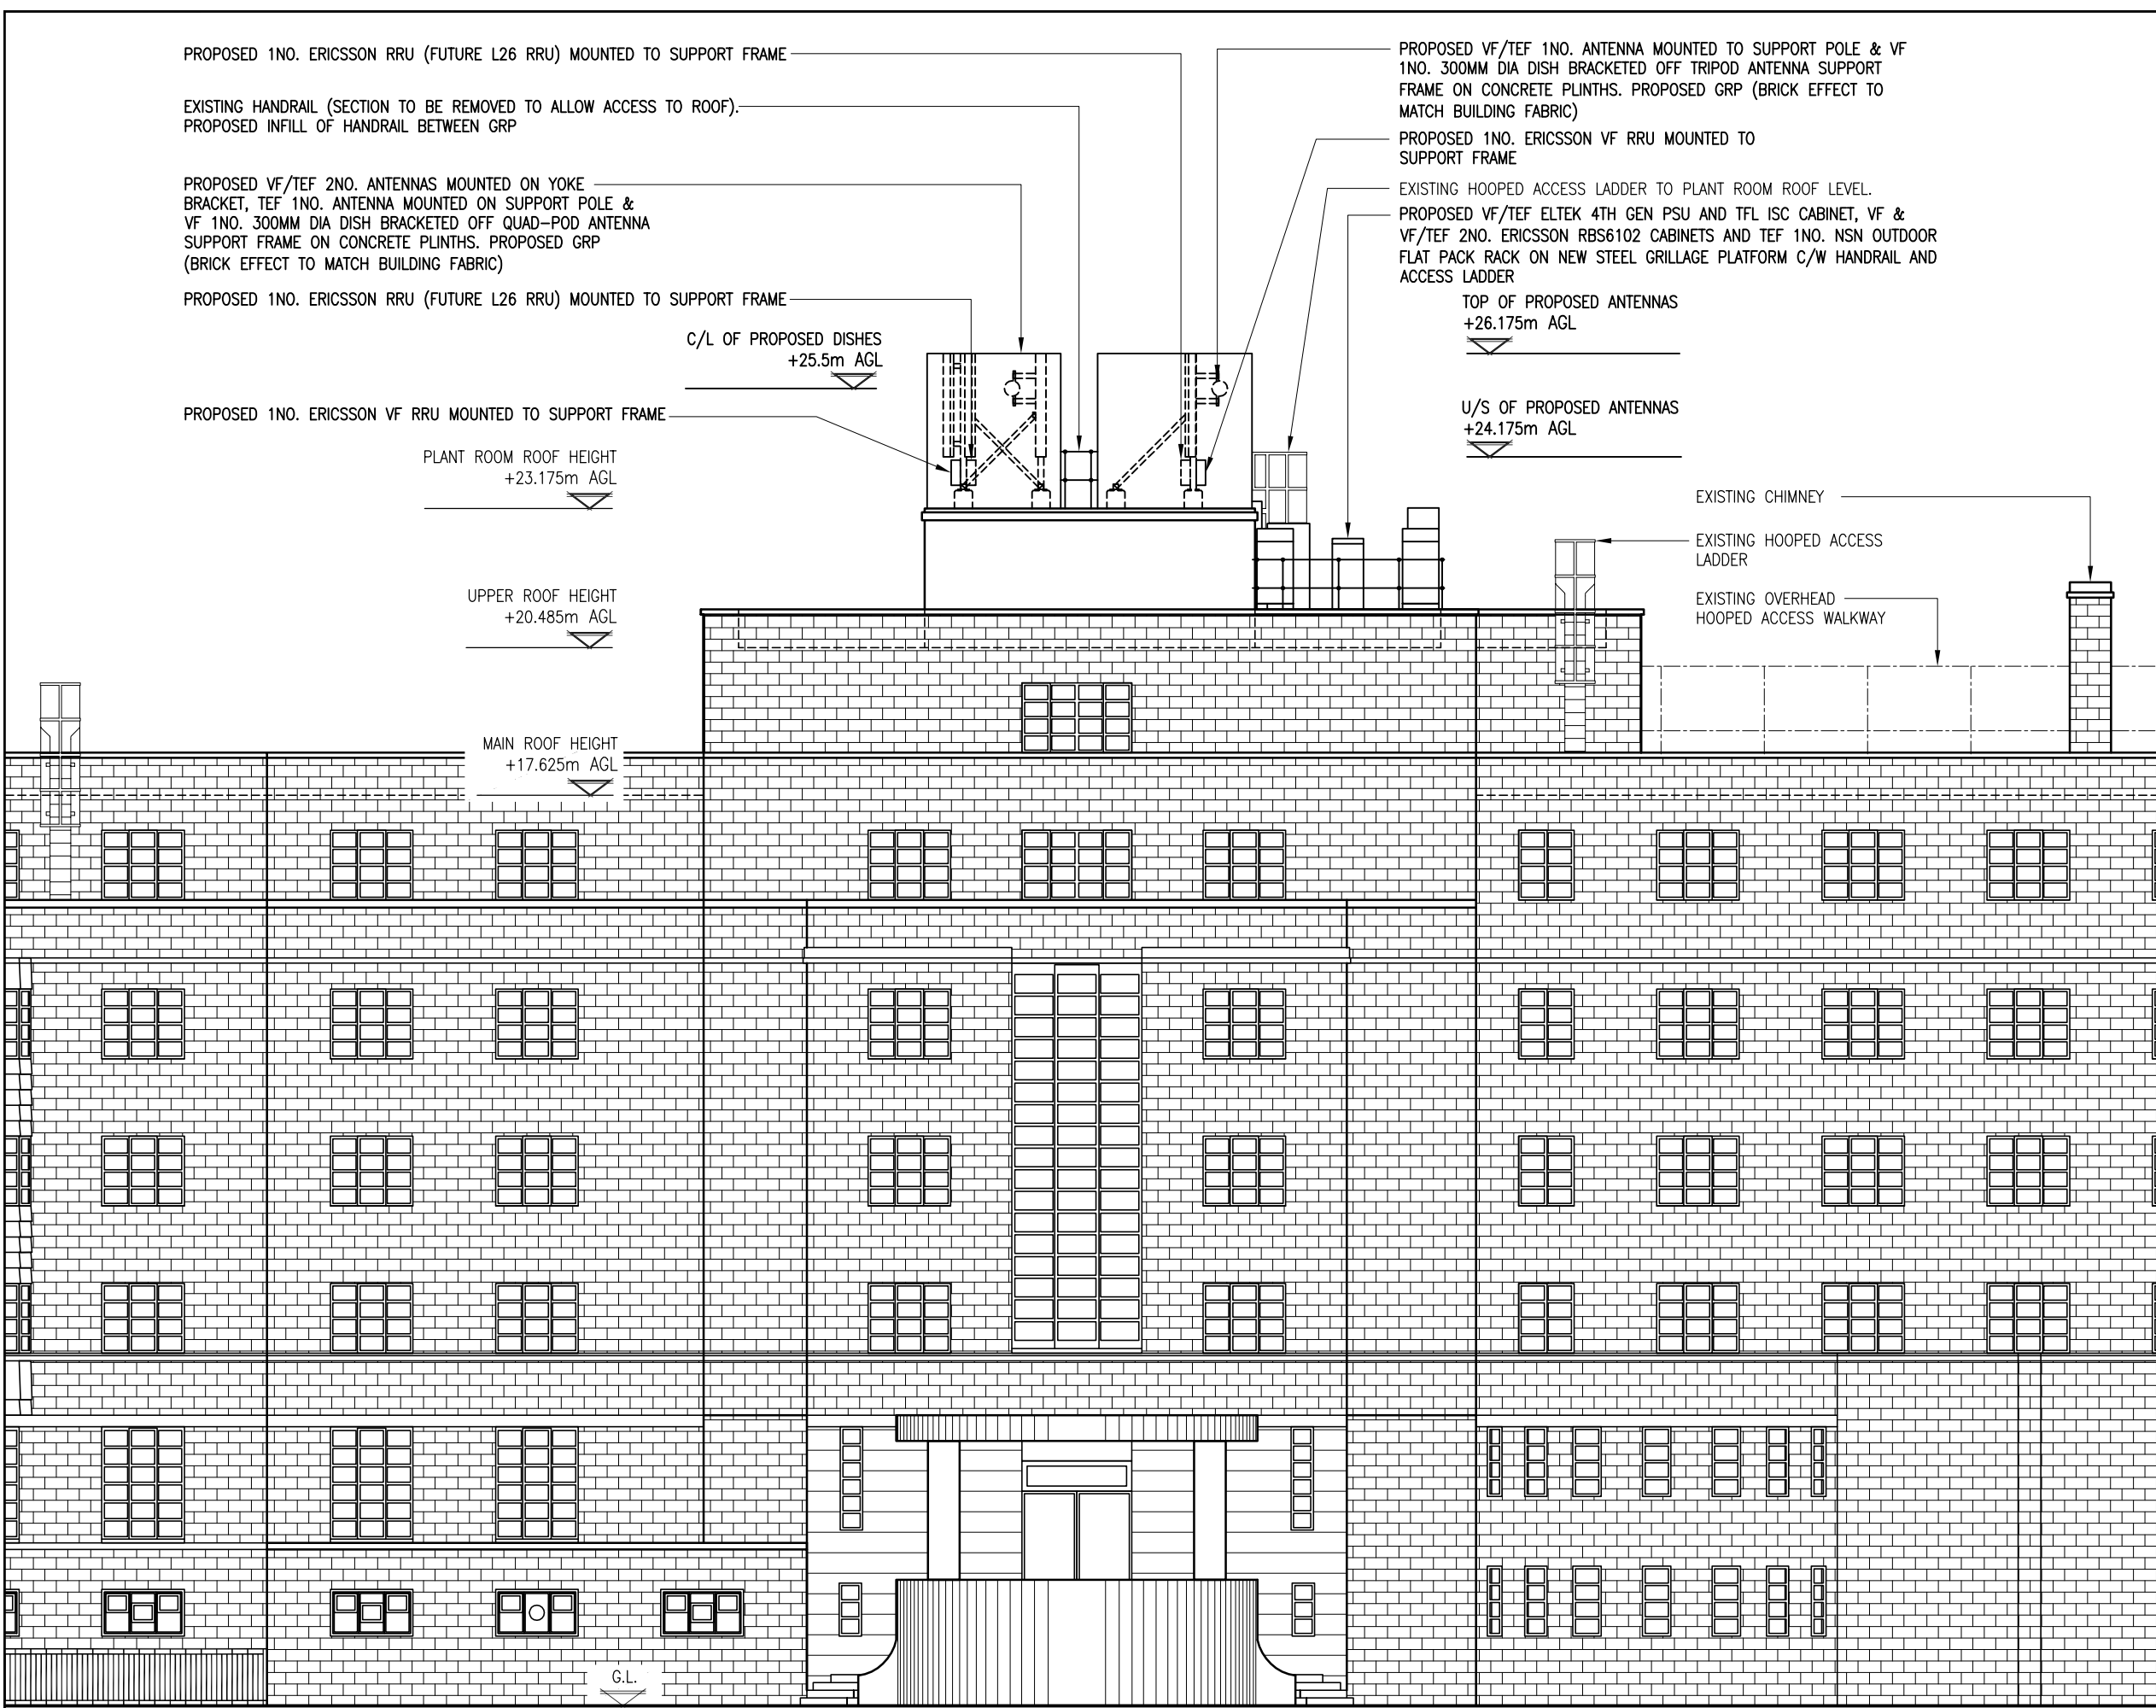 PROPOSED 1NO. ERICSSON RRU (FUTURE L26 RRU) MOUNTED TO SUPPORT FRAME
EXISTING HANDRAIL (SECTION TO BE REMOVED TO ALLOW ACCESS TO ROOF).
PROPOSED INFILL OF HANDRAIL BETWEEN GRP
PROPOSED VF/TEF 2NO. ANTENNAS MOUNTED ON YOKE
BRACKET, TEF 1NO. ANTENNA MOUNTED ON SUPPORT POLE &
VF 1NO. 300MM DIA DISH BRACKETED OFF QUAD-POD ANTENNA
SUPPORT FRAME ON CONCRETE PLINTHS. PROPOSED GRP
(BRICK EFFECT TO MATCH BUILDING FABRIC)
PROPOSED 1NO. ERICSSON RRU (FUTURE L26 RRU) MOUNTED TO SUPPORT FRAME
C/L OF PROPOSED DISHES
+25.5m AGL
PROPOSED 1NO. ERICSSON VF RRU MOUNTED TO SUPPORT FRAME
PLANT ROOM ROOF HEIGHT
+23.175m AGL
UPPER ROOF HEIGHT
+20.485m AGL
MAIN ROOF HEIGHT
+17.625m AGL
PROPOSED VF/TEF 1NO. ANTENNA MOUNTED TO SUPPORT POLE & VF
1NO. 300MM DIA DISH BRACKETED OFF TRIPOD ANTENNA SUPPORT
FRAME ON CONCRETE PLINTHS. PROPOSED GRP (BRICK EFFECT TO
MATCH BUILDING FABRIC)
PROPOSED 1NO. ERICSSON VF RRU MOUNTED TO
SUPPORT FRAME
EXISTING HOOPED ACCESS LADDER TO PLANT ROOM ROOF LEVEL.
PROPOSED VF/TEF ELTEK 4TH GEN PSU AND TFL ISC CABINET, VF &
VF/TEF 2NO. ERICSSON RBS6102 CABINETS AND TEF 1NO. NSN OUTDOOR
FLAT PACK RACK ON NEW STEEL GRILLAGE PLATFORM C/W HANDRAIL AND
ACCESS LADDER
TOP OF PROPOSED ANTENNAS
+26.175m AGL
U/S OF PROPOSED ANTENNAS
+24.175m AGL
EXISTING CHIMNEY
EXISTING HOOPED ACCESS
LADDER
EXISTING OVERHEAD
HOOPED ACCESS WALKWAY
G.L.